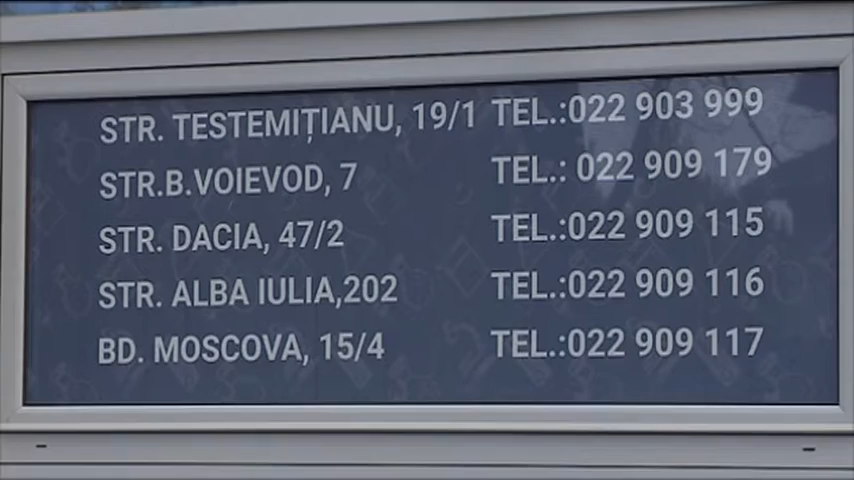 STR. TESTEMIȚIANU, 19/1 TEL.:022 903 999
STR.B.VOIEVOD, 7 TEL.: 022 909 179
STR. DACIA, 47/2 TEL.:022 909 115
STR. ALBA IULIA,202 TEL.:022 909 116
BD. MOSCOVA, 15/4 TEL.:022 909 117